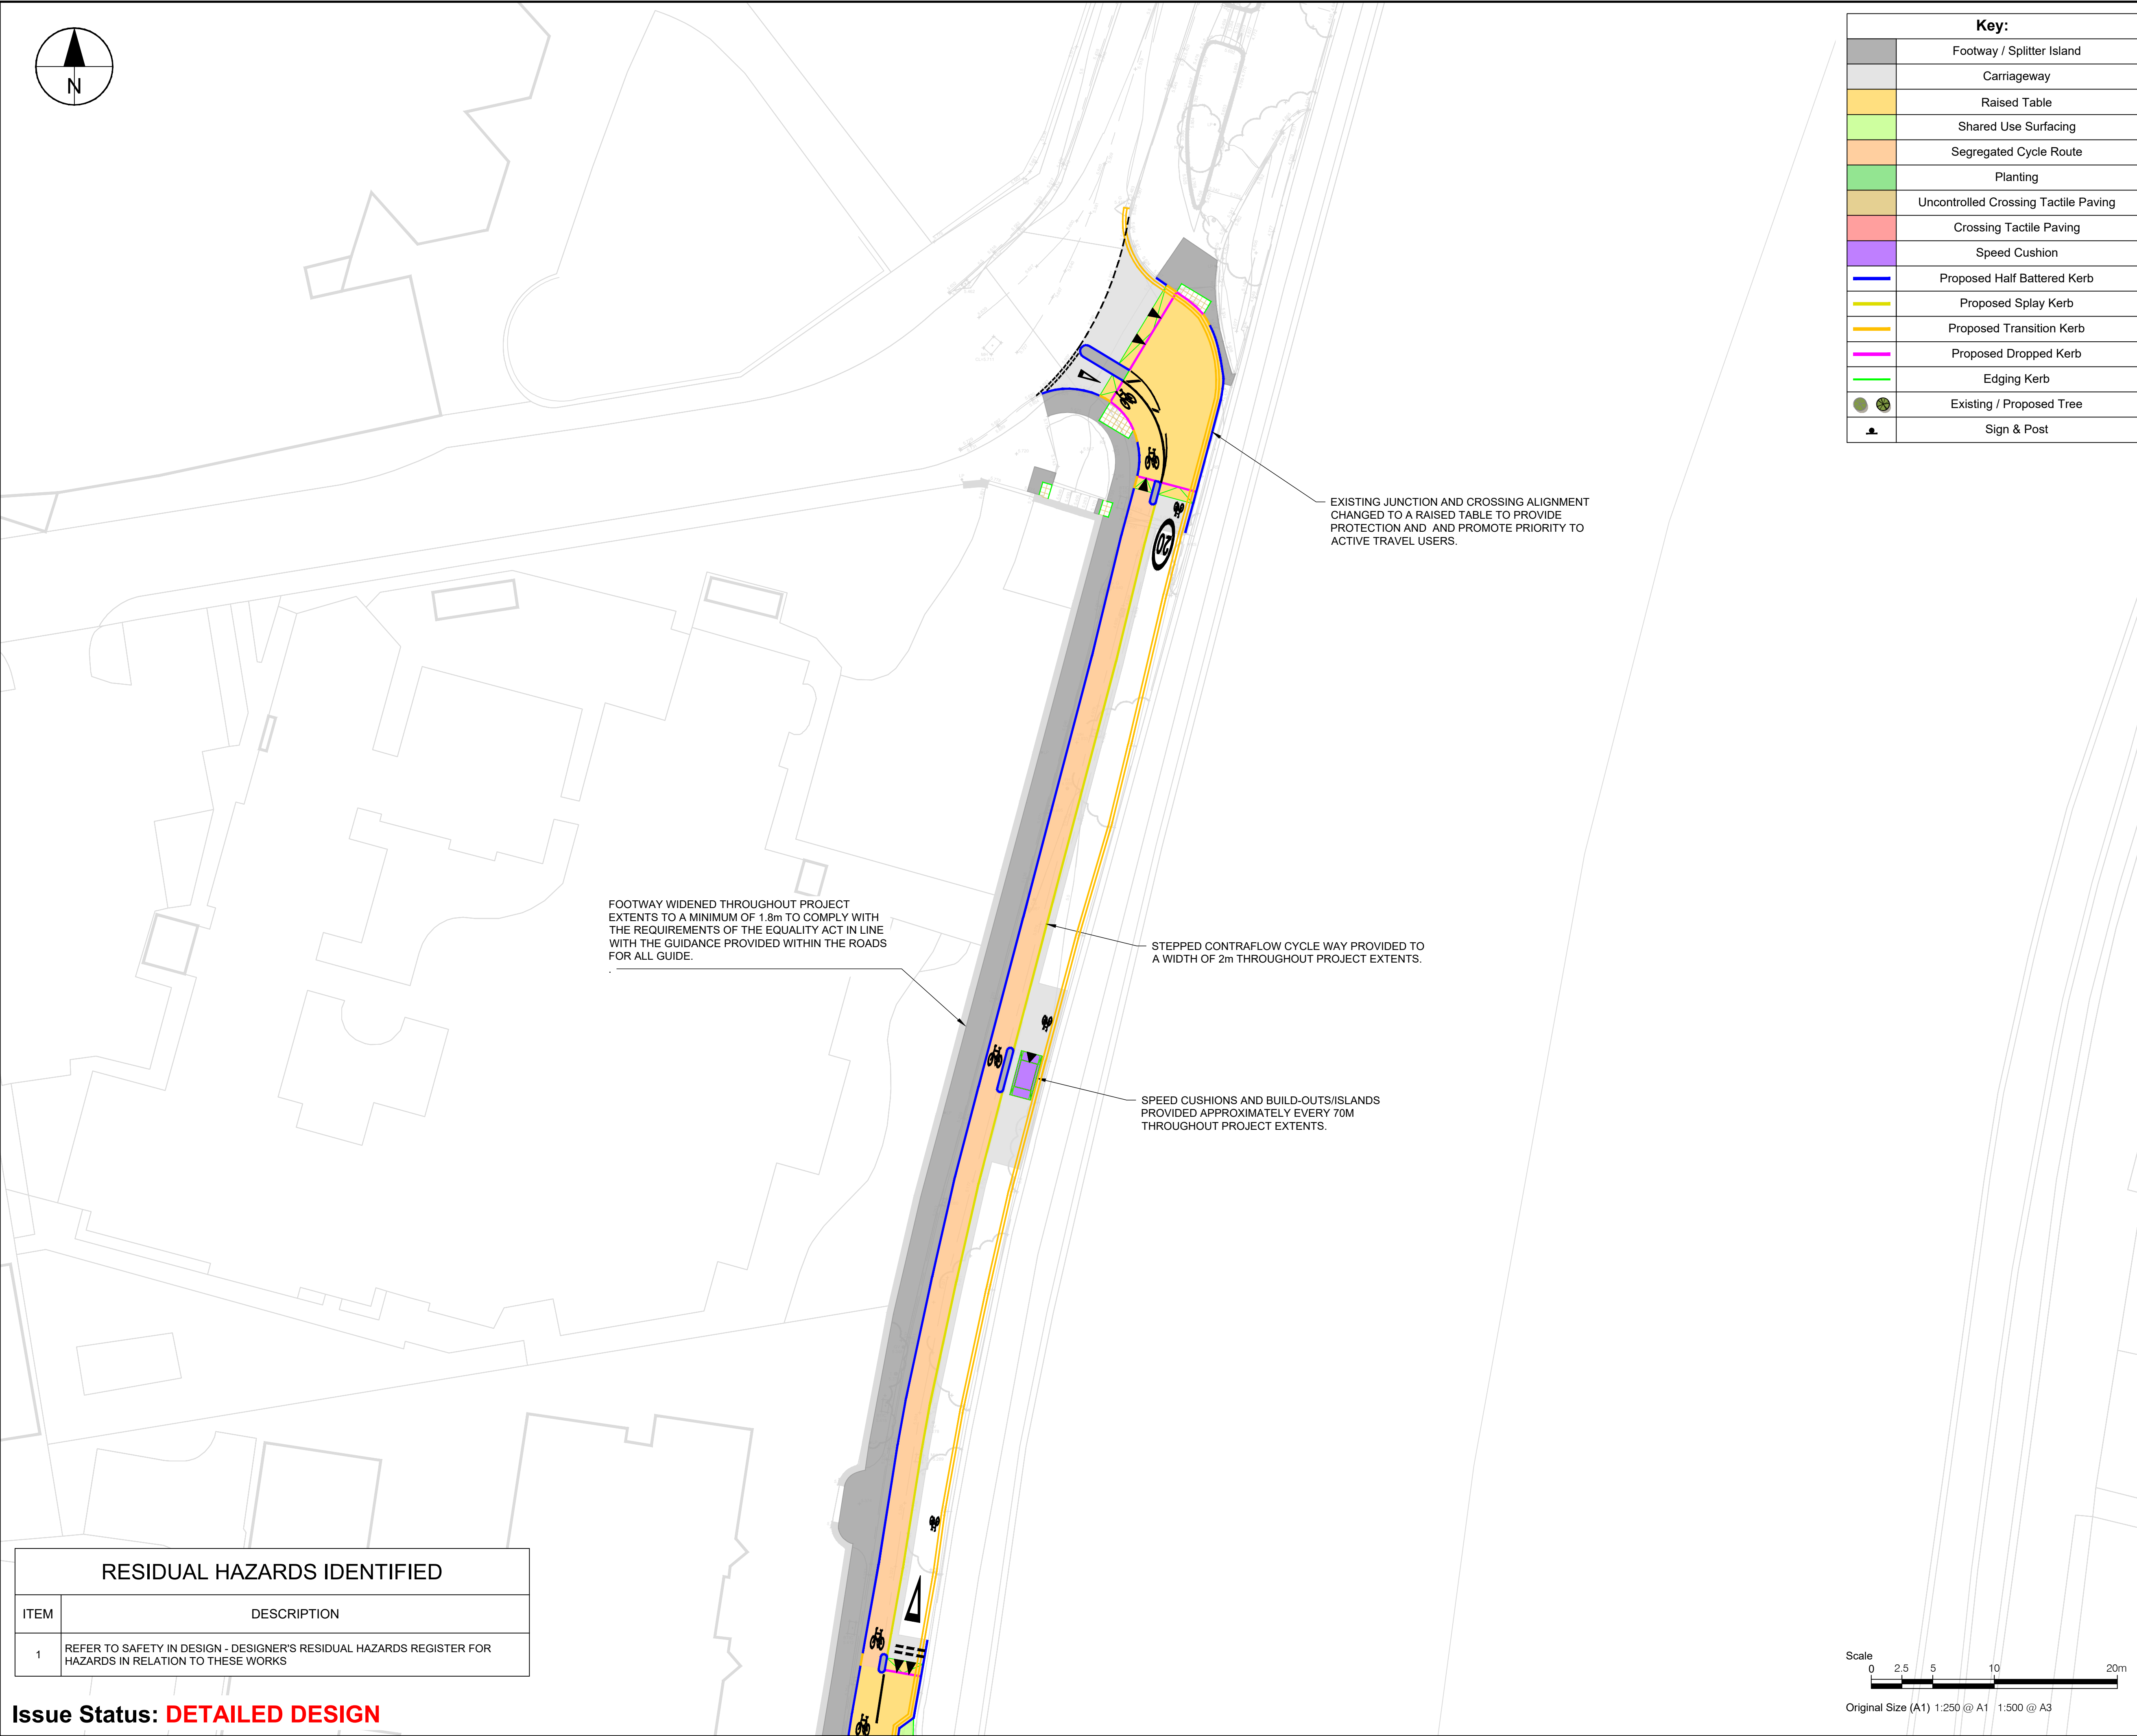 N
Key:
Footway / Splitter Island
Carriageway
Raised Table
Shared Use Surfacing
Segregated Cycle Route
Planting
Uncontrolled Crossing Tactile Paving
Crossing Tactile Paving
Speed Cushion
Proposed Half Battered Kerb
Proposed Splay Kerb
Proposed Transition Kerb
Proposed Dropped Kerb
Edging Kerb
Existing / Proposed Tree
Sign & Post
EXISTING JUNCTION AND CROSSING ALIGNMENT
CHANGED TO A RAISED TABLE TO PROVIDE
PROTECTION AND  AND PROMOTE PRIORITY TO
ACTIVE TRAVEL USERS.
20
FOOTWAY WIDENED THROUGHOUT PROJECT
EXTENTS TO A MINIMUM OF 1.8m TO COMPLY WITH
THE REQUIREMENTS OF THE EQUALITY ACT IN LINE
WITH THE GUIDANCE PROVIDED WITHIN THE ROADS
FOR ALL GUIDE.
.
STEPPED CONTRAFLOW CYCLE WAY PROVIDED TO
A WIDTH OF 2m THROUGHOUT PROJECT EXTENTS.
SPEED CUSHIONS AND BUILD-OUTS/ISLANDS
PROVIDED APPROXIMATELY EVERY 70M
THROUGHOUT PROJECT EXTENTS.
RESIDUAL HAZARDS IDENTIFIED
ITEM DESCRIPTION
1 REFER TO SAFETY IN DESIGN - DESIGNER'S RESIDUAL HAZARDS REGISTER FOR
HAZARDS IN RELATION TO THESE WORKS
Issue Status: DETAILED DESIGN
Scale
0 2.5 5 10 20m
Original Size (A1) 1:250 @ A1 1:500 @ A3